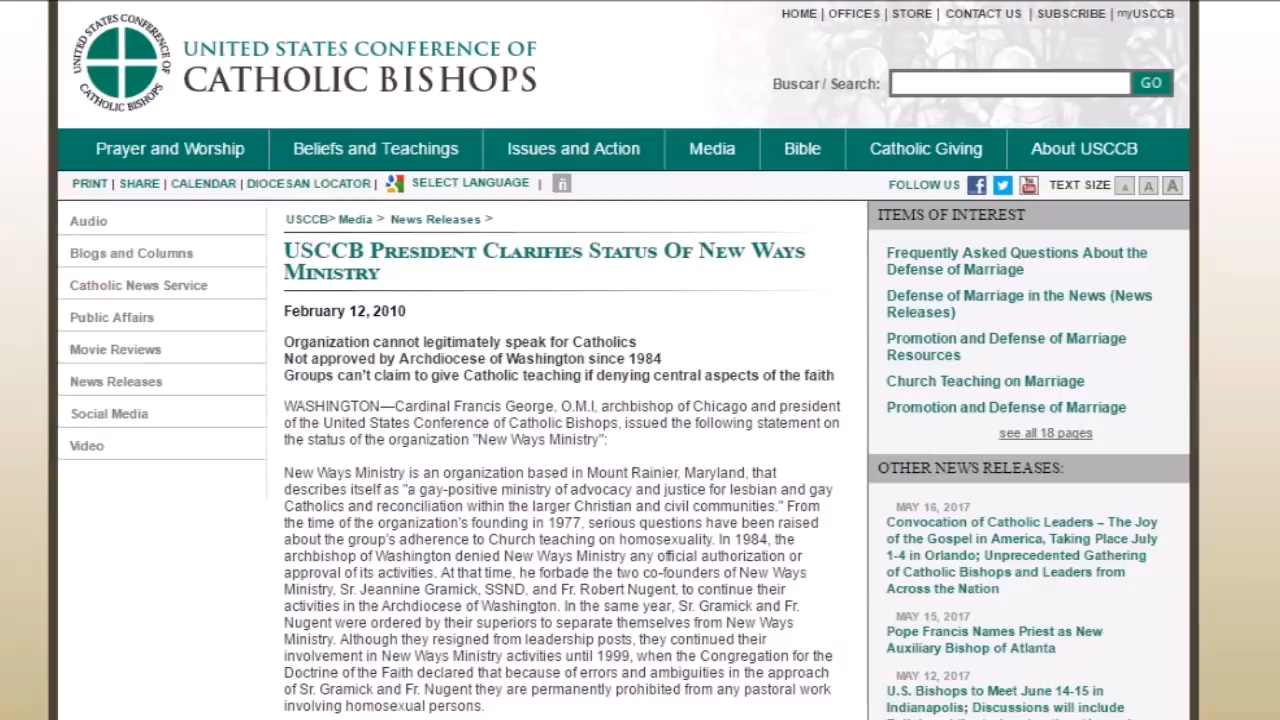 HOME | OFFICES | STORE | CONTACT US | SUBSCRIBE | myUSCCB
UNITED STATES CONFERENCE OF CATHOLIC BISHOPS
UNITED STATES CONFERENCE OF
CATHOLIC BISHOPS
Buscar / Search:
GO
Prayer and Worship
Beliefs and Teachings
Issues and Action
Media
Bible
Catholic Giving
About USCCB
PRINT | SHARE | CALENDAR | DIOCESAN LOCATOR | SELECT LANGUAGE | ñ
FOLLOW US
TEXT SIZE A A A
Audio
Blogs and Columns
Catholic News Service
Public Affairs
Movie Reviews
News Releases
Social Media
Video
USCCB> Media > News Releases >
USCCB PRESIDENT CLARIFIES STATUS OF NEW WAYS
MINISTRY
February 12, 2010
Organization cannot legitimately speak for Catholics
Not approved by Archdiocese of Washington since 1984
Groups can't claim to give Catholic teaching if denying central aspects of the faith
WASHINGTON—Cardinal Francis George, O.M.I, archbishop of Chicago and president
of the United States Conference of Catholic Bishops, issued the following statement on
the status of the organization "New Ways Ministry":
New Ways Ministry is an organization based in Mount Rainier, Maryland, that
describes itself as "a gay-positive ministry of advocacy and justice for lesbian and gay
Catholics and reconciliation within the larger Christian and civil communities." From
the time of the organization's founding in 1977, serious questions have been raised
about the group's adherence to Church teaching on homosexuality. In 1984, the
archbishop of Washington denied New Ways Ministry any official authorization or
approval of its activities. At that time, he forbade the two co-founders of New Ways
Ministry, Sr. Jeannine Gramick, SSND, and Fr. Robert Nugent, to continue their
activities in the Archdiocese of Washington. In the same year, Sr. Gramick and Fr.
Nugent were ordered by their superiors to separate themselves from New Ways
Ministry. Although they resigned from leadership posts, they continued their
involvement in New Ways Ministry activities until 1999, when the Congregation for the
Doctrine of the Faith declared that because of errors and ambiguities in the approach
of Sr. Gramick and Fr. Nugent they are permanently prohibited from any pastoral work
involving homosexual persons.
ITEMS OF INTEREST
Frequently Asked Questions About the
Defense of Marriage
Defense of Marriage in the News (News
Releases)
Promotion and Defense of Marriage
Resources
Church Teaching on Marriage
Promotion and Defense of Marriage
see all 18 pages
OTHER NEWS RELEASES:
MAY 16, 2017
Convocation of Catholic Leaders – The Joy
of the Gospel in America, Taking Place July
1-4 in Orlando; Unprecedented Gathering
of Catholic Bishops and Leaders from
Across the Nation
MAY 15, 2017
Pope Francis Names Priest as New
Auxiliary Bishop of Atlanta
MAY 12, 2017
U.S. Bishops to Meet June 14-15 in
Indianapolis; Discussions will include